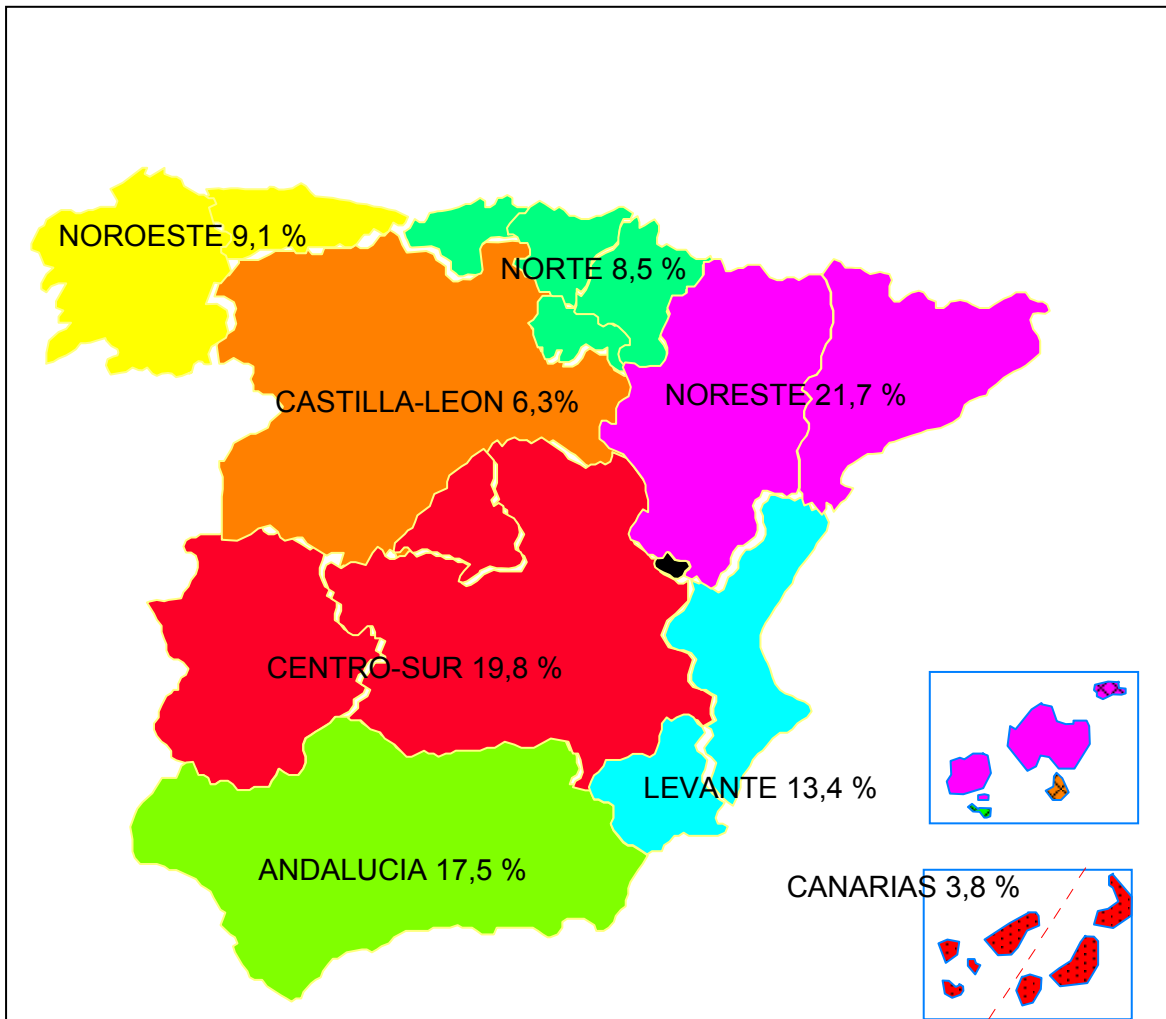 NOROESTE 9,1 %
NORTE 8,5 %
CASTILLA-LEON 6,3%
NORESTE 21,7 %
CENTRO-SUR 19,8 %
LEVANTE 13,4 %
ANDALUCIA 17,5 %
CANARIAS 3,8 %